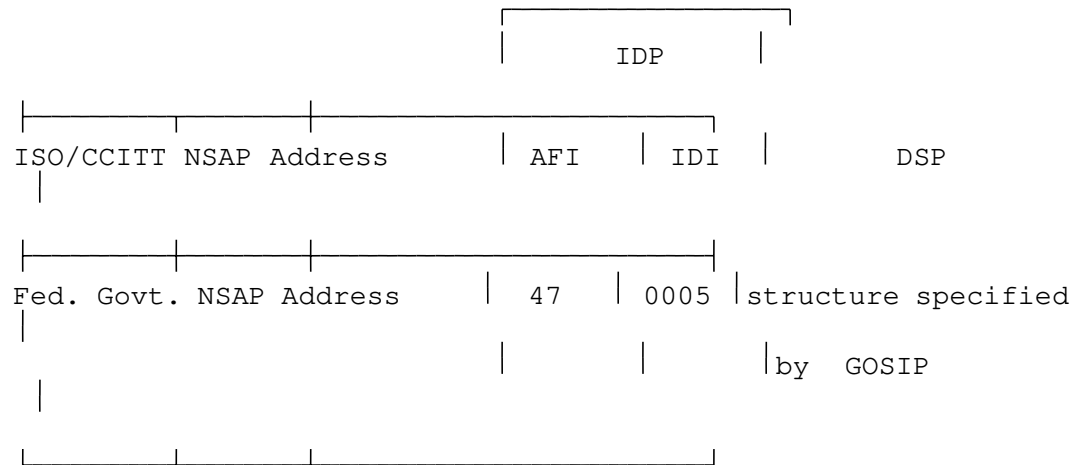 IDP
ISO/CCITT NSAP Address AFI IDI DSP
Fed. Govt. NSAP Address 47 0005 structure specified
by GOSIP